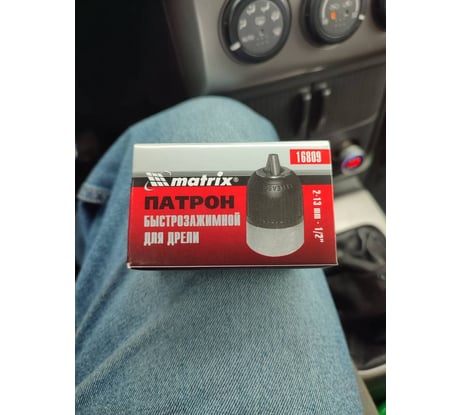 16809
matrix®
ПАТРОН
БЫСТРОЗАЖИМНОЙ
ДЛЯ ДРЕЛИ
2-13 mm - 1/2"